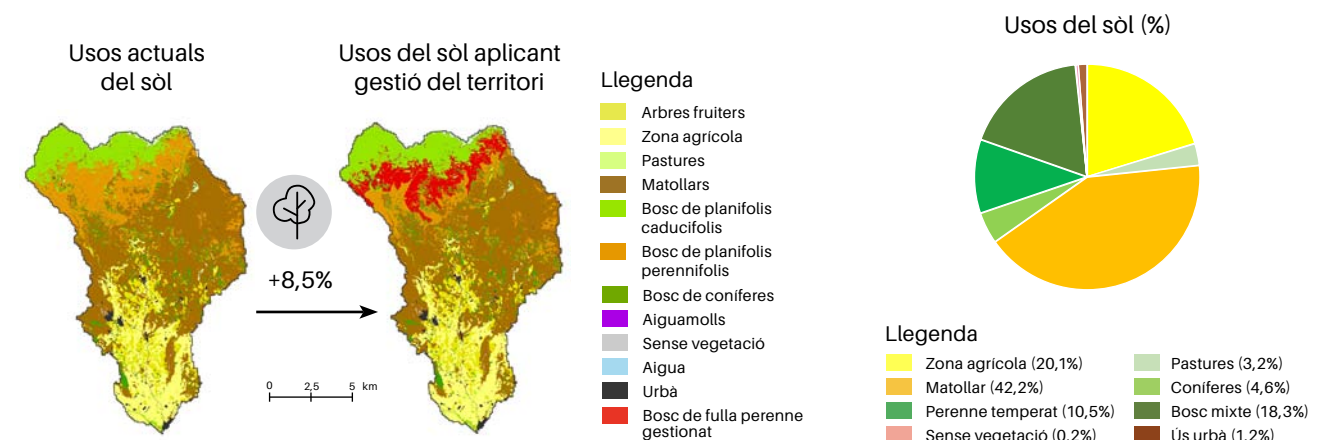 Usos actuals
del sòl
Usos del sòl aplicant
gestió del territori
+8,5%
0 2,5 5 km
Llegenda
Arbres fruiters
Zona agrícola
Pastures
Matollars
Bosc de planifolis
caducifolis
Bosc de planifolis
perennifolis
Bosc de coníferes
Aiguamolls
Sense vegetació
Aigua
Urbà
Bosc de fulla perenne
gestionat
Usos del sòl (%)
Llegenda
Zona agrícola (20,1%)
Matollar (42,2%)
Perenne temperat (10,5%)
Sense vegetació (0,2%)
Pastures (3,2%)
Coníferes (4,6%)
Bosc mixte (18,3%)
Ús urbà (1,2%)